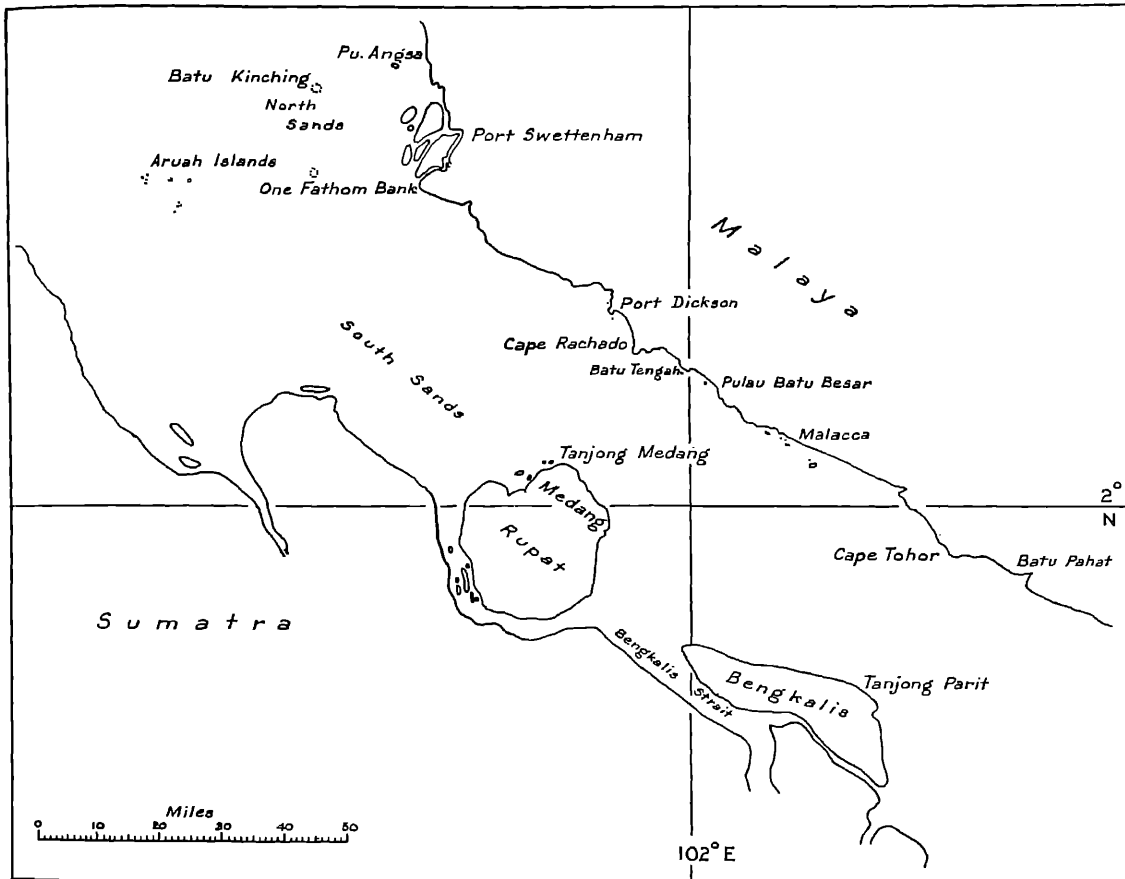 Pu. Angsa
Batu Kinching
North
Sands
Port Swettenham
Aruah Islands
One Fathom Bank
Malaya
Port Dickson
South Sands
Cape Rachado
Batu Tengah
Pulau Batu Besar
Malacca
Tanjong Medang
Medang
2°
N
Rupat
Cape Tohor
Batu Pahat
Sumatra
Bengkalis
Strait
Bengkalis
Tanjong Parit
Miles
0 10 20 30 40 50
102° E